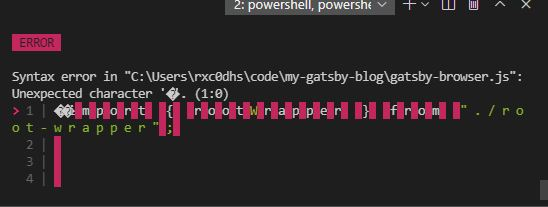 2: powershell, powershe
ERROR
Syntax error in "C:\Users\rxc0dhs\code\my-gatsby-blog\gatsby-browser.js":
Unexpected character '�'. (1:0)
> 1 | ��i m p o r t   {   r o o t W r a p p e r   }   f r o m   " . / r o
o t - w r a p p e r " ;
2 |
3 |
4 |